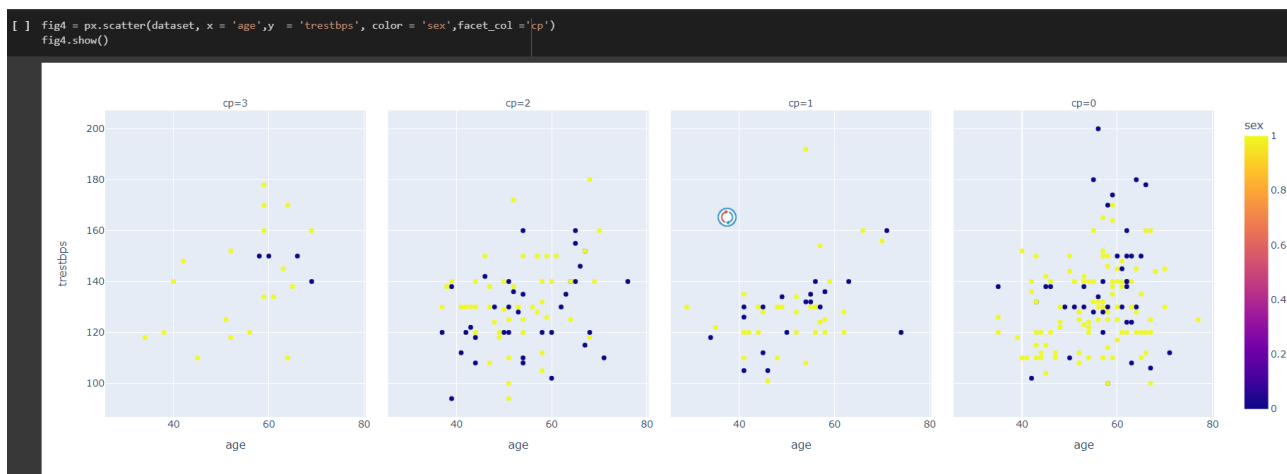 [ ] fig4 = px.scatter(dataset, x = 'age',y  = 'trestbps', color = 'sex',facet_col ='cp')
fig4.show()
cp=3 cp=2 cp=1 cp=0
sex
200
180
160
140
120
100
trestbps
1
0.8
0.6
0.4
0.2
0
40 60 80 40 60 80 40 60 80 40 60 80
age age age age